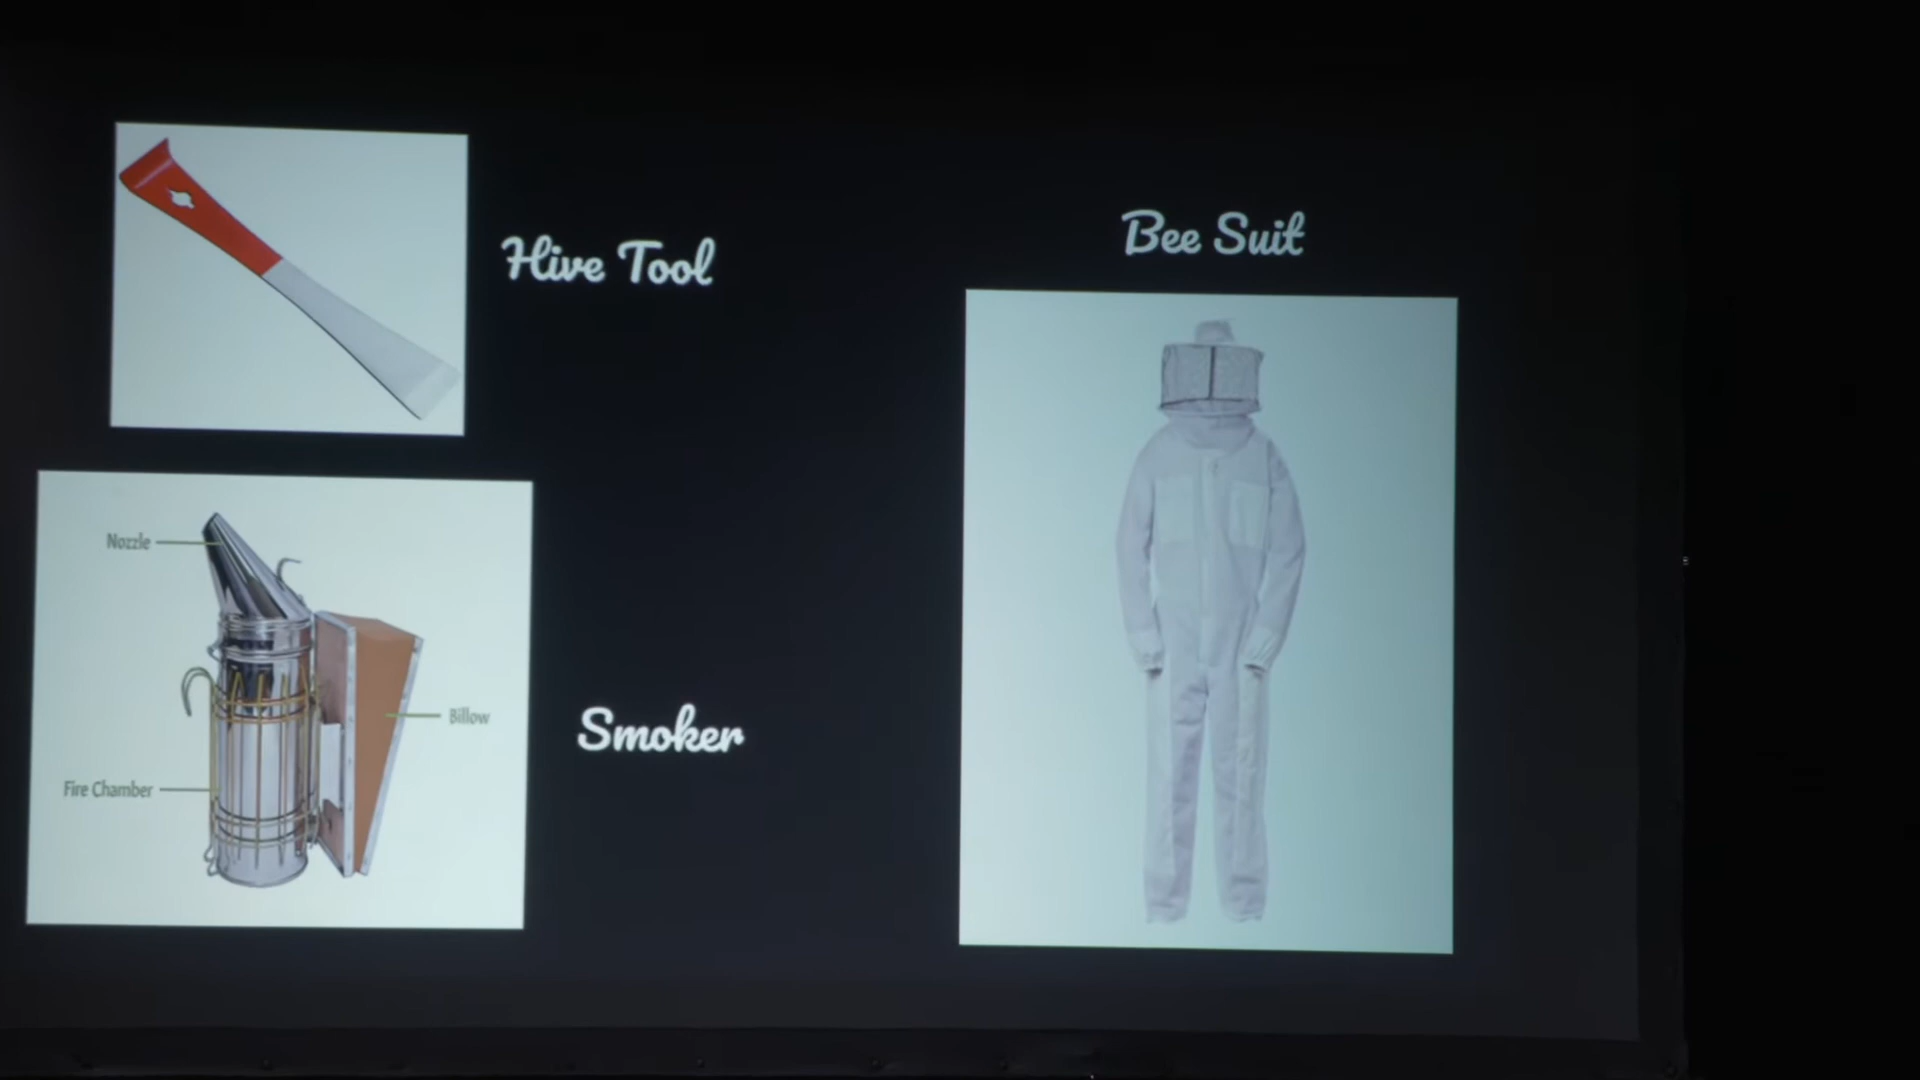 Hive Tool
Bee Suit
Nozzle
Billow
Smoker
Fire Chamber